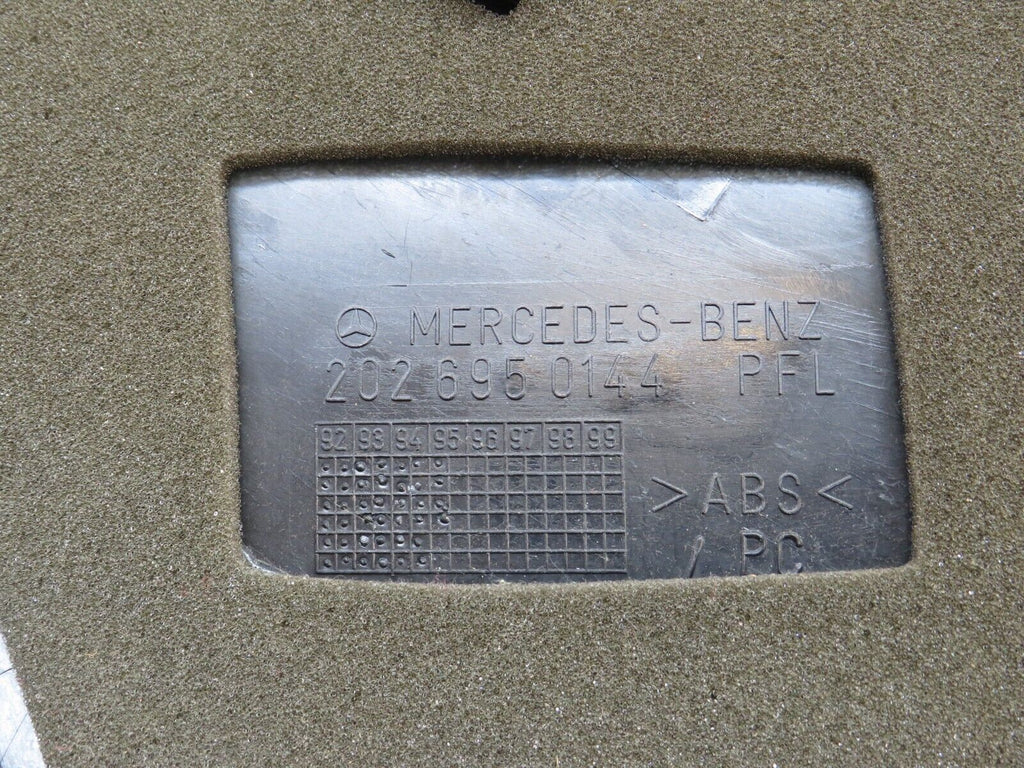 MERCEDES-BENZ
202 695 0144 PFL
92 93 94 95 96 97 98 99
>ABS<
/ PC